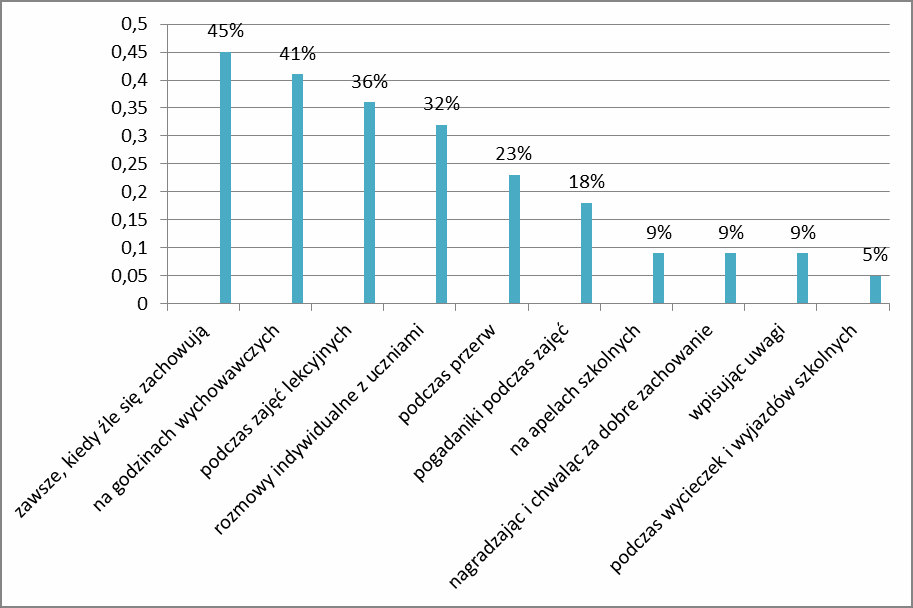 0,5
0,45
0,4
0,35
0,3
0,25
0,2
0,15
0,1
0,05
0
45%
41%
36%
32%
23%
18%
9%
9%
9%
5%
zawsze, kiedy źle się zachowują
na godzinach wychowawczych
podczas zajęć lekcyjnych
rozmowy indywidualne z uczniami
podczas przerw
pogadaniki podczas zajęć
na apelach szkolnych
nagradzając i chwaląc za dobre zachowanie
wpisując uwagi
podczas wycieczek i wyjazdów szkolnych